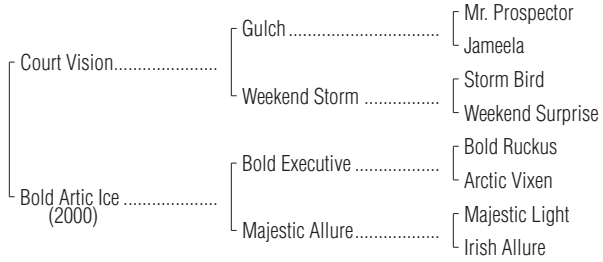 Mr. Prospector
Gulch
Jameela
Court Vision
Storm Bird
Weekend Storm
Weekend Surprise
Bold Ruckus
Bold Executive
Arctic Vixen
Bold Artic Ice
(2000)
Majestic Light
Majestic Allure
Irish Allure